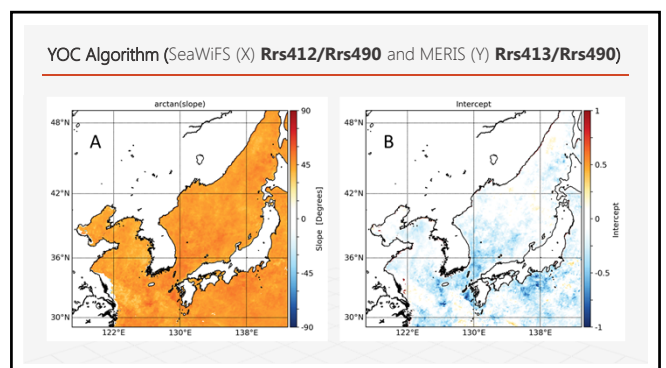 YOC Algorithm (SeaWiFS (X) Rrs412/Rrs490 and MERIS (Y) Rrs413/Rrs490)
arctan(slope)
A
48°N
42°N
36°N
30°N
122°E 130°E 138°E
90
45
0
-45
-90
Slope [Degrees]
Intercept
B
48°N
42°N
36°N
30°N
122°E 130°E 138°E
1
0.5
0
-0.5
-1
Intercept